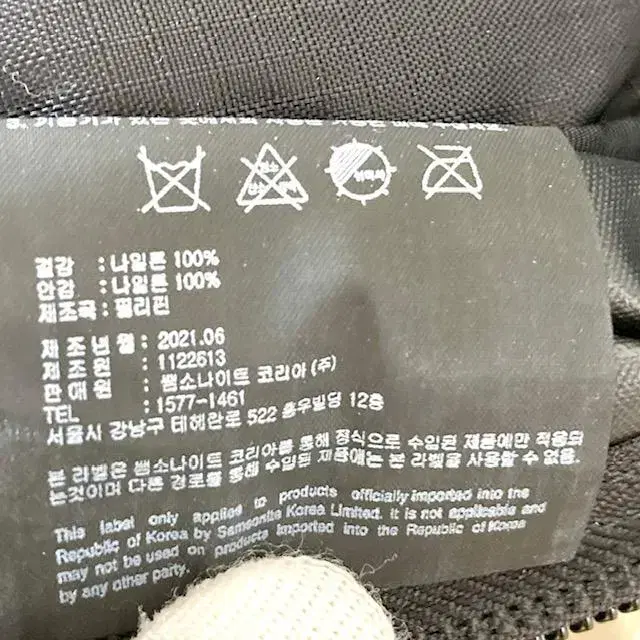 겉감 : 나일론 100%
안감 : 나일론 100%
제조국 : 필리핀
제 조 년 월 : 2021.06
제 조 원 : 1122613
판 매 원 : 쌤소나이트 코리아 (주)
TEL : 1577-1461
서울시 강남구 테헤란로 522 홍우빌딩 12층
본 라벨은 쌤소나이트 코리아를 통해 정식으로 수입된 제품에만 적용되
는것이며 다른 경로를 통해 수입된 제품에는 본 라벨을 사용할 수 없음.
This label only applies to products officially imported into the
Republic of Korea by Samsonite Korea Limited. It is not applicable and
may not be used on products imported into the Republic of Korea
by any other party.